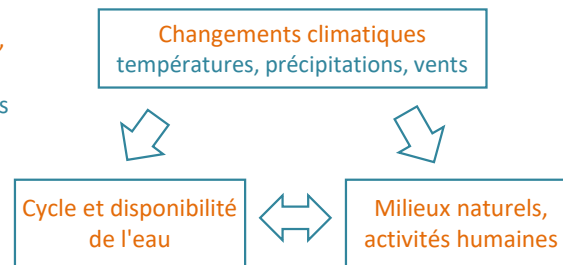 Changements climatiques
températures, précipitations, vents
,
s
Cycle et disponibilité
de l'eau
Milieux naturels,
activités humaines